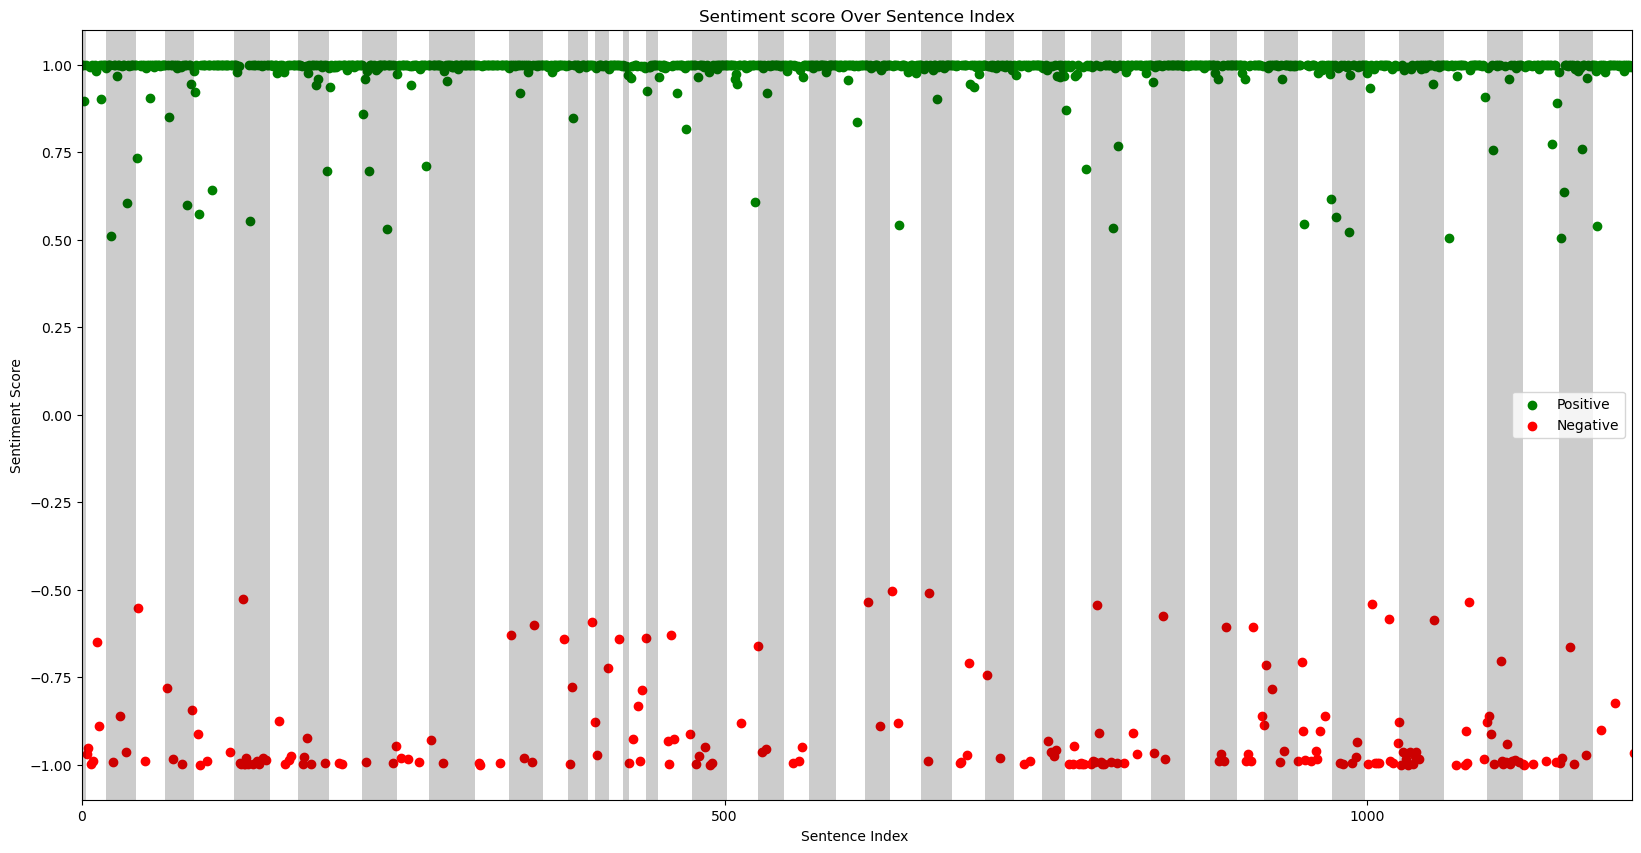 Sentiment score Over Sentence Index
1.00
0.75
0.50
0.25
0.00
−0.25
−0.50
−0.75
−1.00
Sentiment Score
Positive
Negative
0
500
1000
Sentence Index